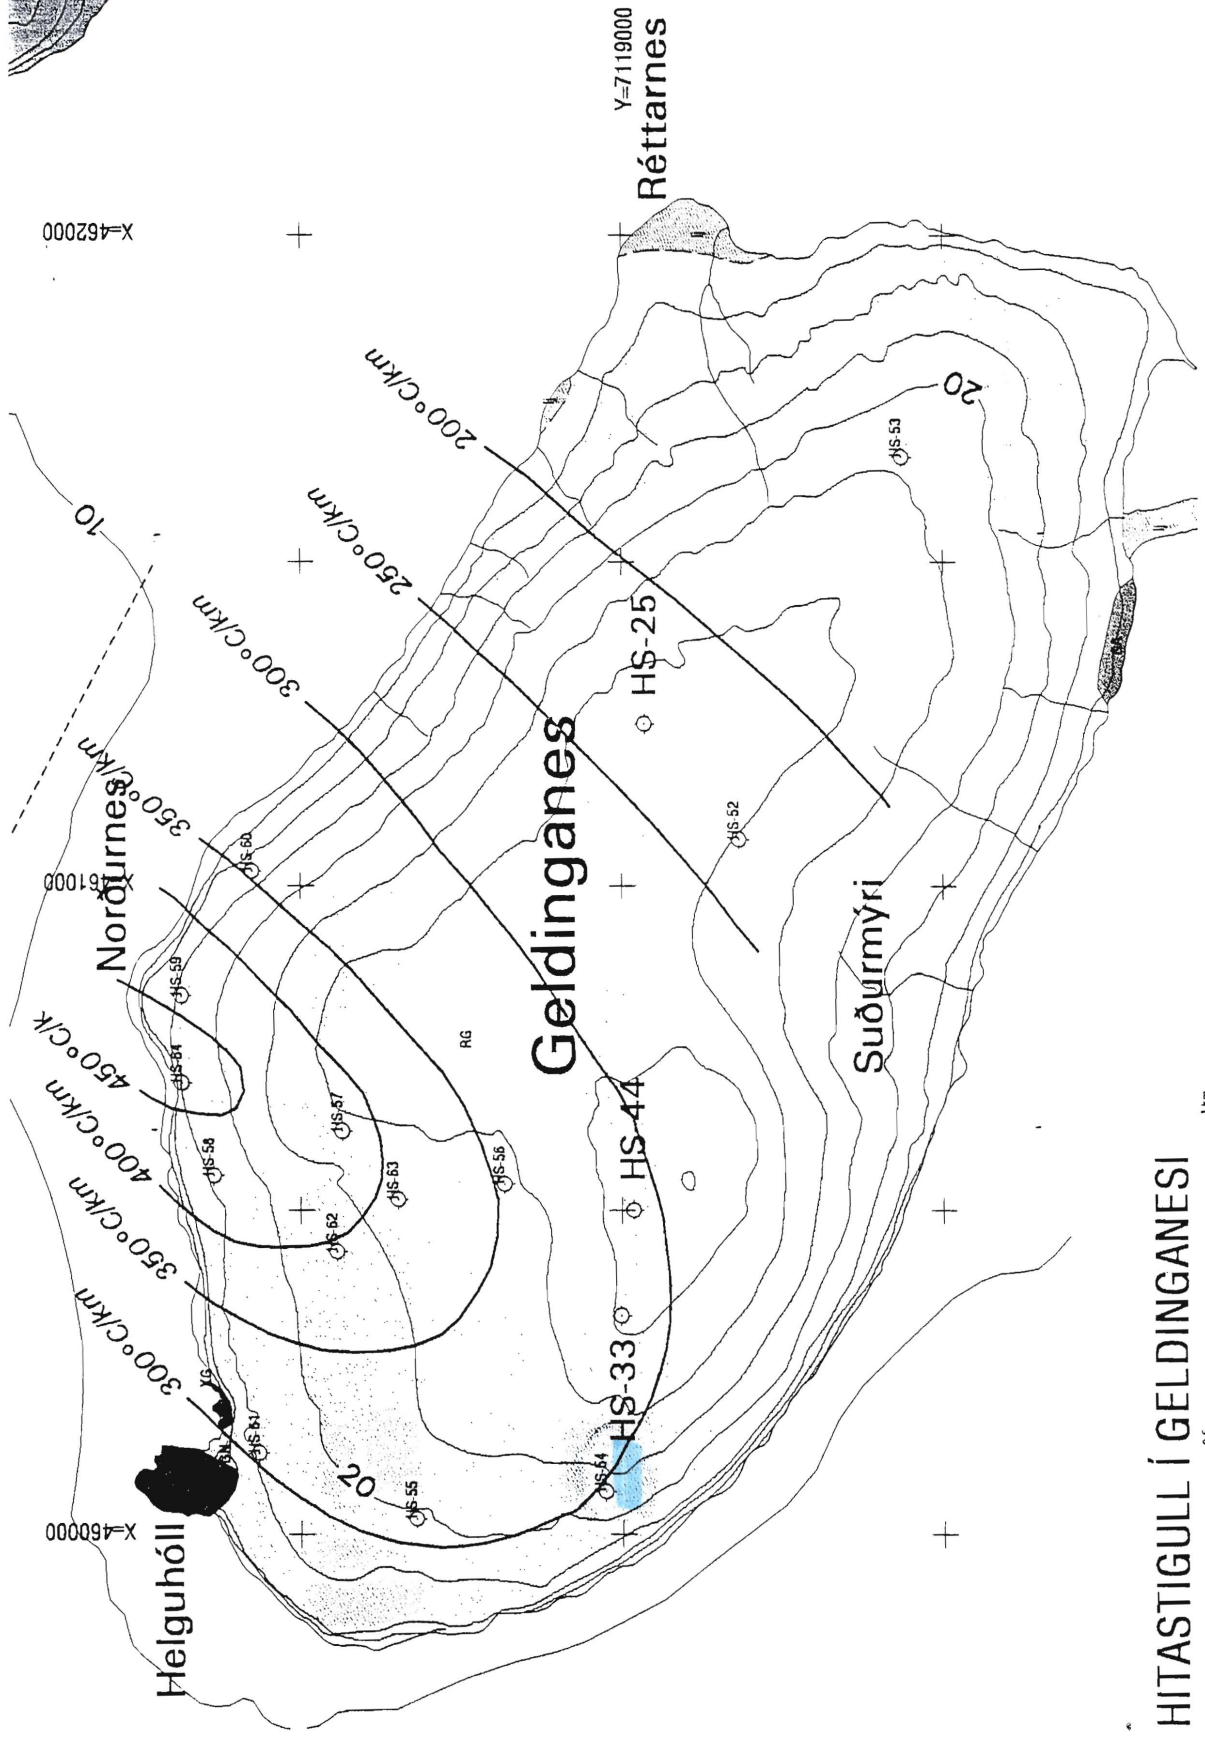 X=460000
X=461000
X=462000
Helguhóll
Norðurnes
300°C/km
350°C/km
400°C/km
450°C/k
350°C/km
300°C/km
250°C/km
200°C/km
10
XG
HS-61
HS-58
HS-64
HS-59
HS-60
20
HS-55
HS-62
HS-63
HS-57
HS-56
RG
HS-54
HS-33
HS-44
Geldinganes
HS-25
Y=7119000
Réttarnes
HS-52
HS-53
20
Suðurmýri
HITASTIGULL Í GELDINGANESI